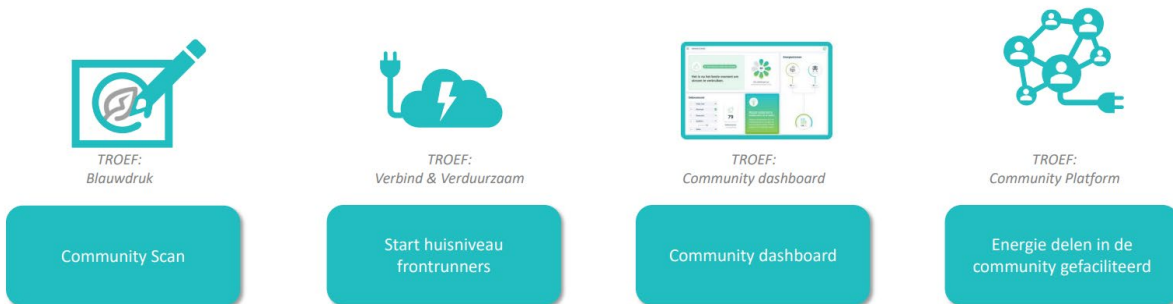 TROEF:
Blauwdruk
TROEF:
Verbind & Verduurzaam
TROEF:
Community dashboard
TROEF:
Community Platform
Community Scan
Start huisniveau
frontrunners
Community dashboard
Energie delen in de
community gefaciliteerd
79